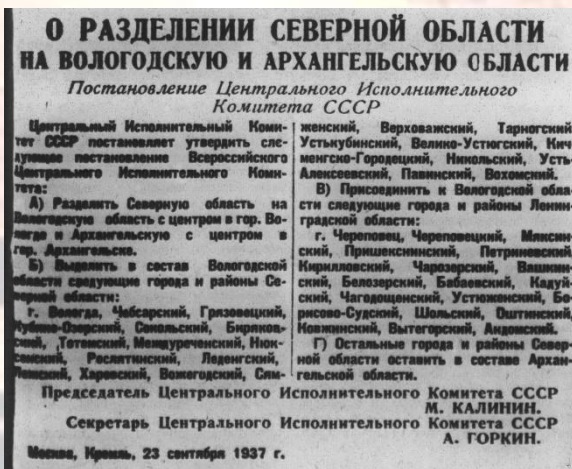 О РАЗДЕЛЕНИИ СЕВЕРНОЙ ОБЛАСТИ
НА ВОЛОГОДСКУЮ И АРХАНГЕЛЬСКУЮ ОБЛАСТИ
Постановление Центрального Исполнительного
Комитета СССР
Центральный Исполнительный Коми-
тет СССР постановляет утвердить сле-
дующее постановление Всероссийского
Центрального Исполнительного Коми-
тета:
А) Разделить Северную область на
Вологодскую область с центром в гор. Во-
логде и Архангельскую с центром в
гор. Архангельске.
Б) Выделить в состав Вологодской
области следующие города и районы Се-
верной области:
г. Вологда, Чебсарский, Грязовецкий,
Кубино-Озерский, Сокольский, Биряков-
ский, Тотемский, Междуреченский, Нюк-
сенский, Рослятинский, Леденгский,
Харовский, Вожегодский, Сям-
женский, Верховажский, Тарногский
Устькубинский, Велико-Устюгский, Кич
менгско-Городецкий, Никольский, Усть
Алексеевский, Павинский, Вохомский.
В) Присоединить к Вологодской обла-
сти следующие города и районы Ленин-
градской области:
г. Череповец, Череповецкий, Мяксин-
ский, Пришекснинский, Петриневский
Кирилловский, Чарозерский, Вашкин-
ский, Белозерский, Бабаевский, Кадуй-
ский, Чагодощенский, Устюженский, Бо-
рисово-Судский, Шольский, Оштинский
Ковжинский, Вытегорский, Андомский.
Г) Остальные города и районы Север-
ной области оставить в составе Архан-
гельской области.
Председатель Центрального Исполнительного Комитета СССР
М. КАЛИНИН.
Секретарь Центрального Исполнительного Комитета СССР
А. ГОРКИН.
Москва, Кремль, 23 сентября 1937 г.